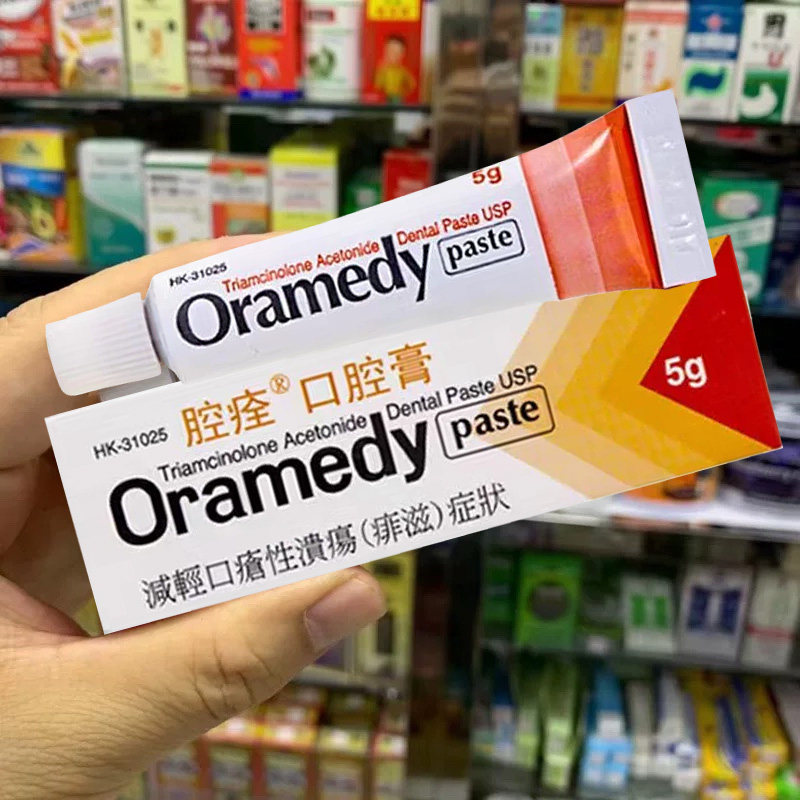 5g
HK-31025
Triamcinolone Acetonide Dental Paste USP
Oramedy paste
HK-31025 腔痊® 口腔膏
Triamcinolone Acetonide Dental Paste USP
Oramedy paste
5g
減輕口瘡性潰瘍(痱滋)症狀